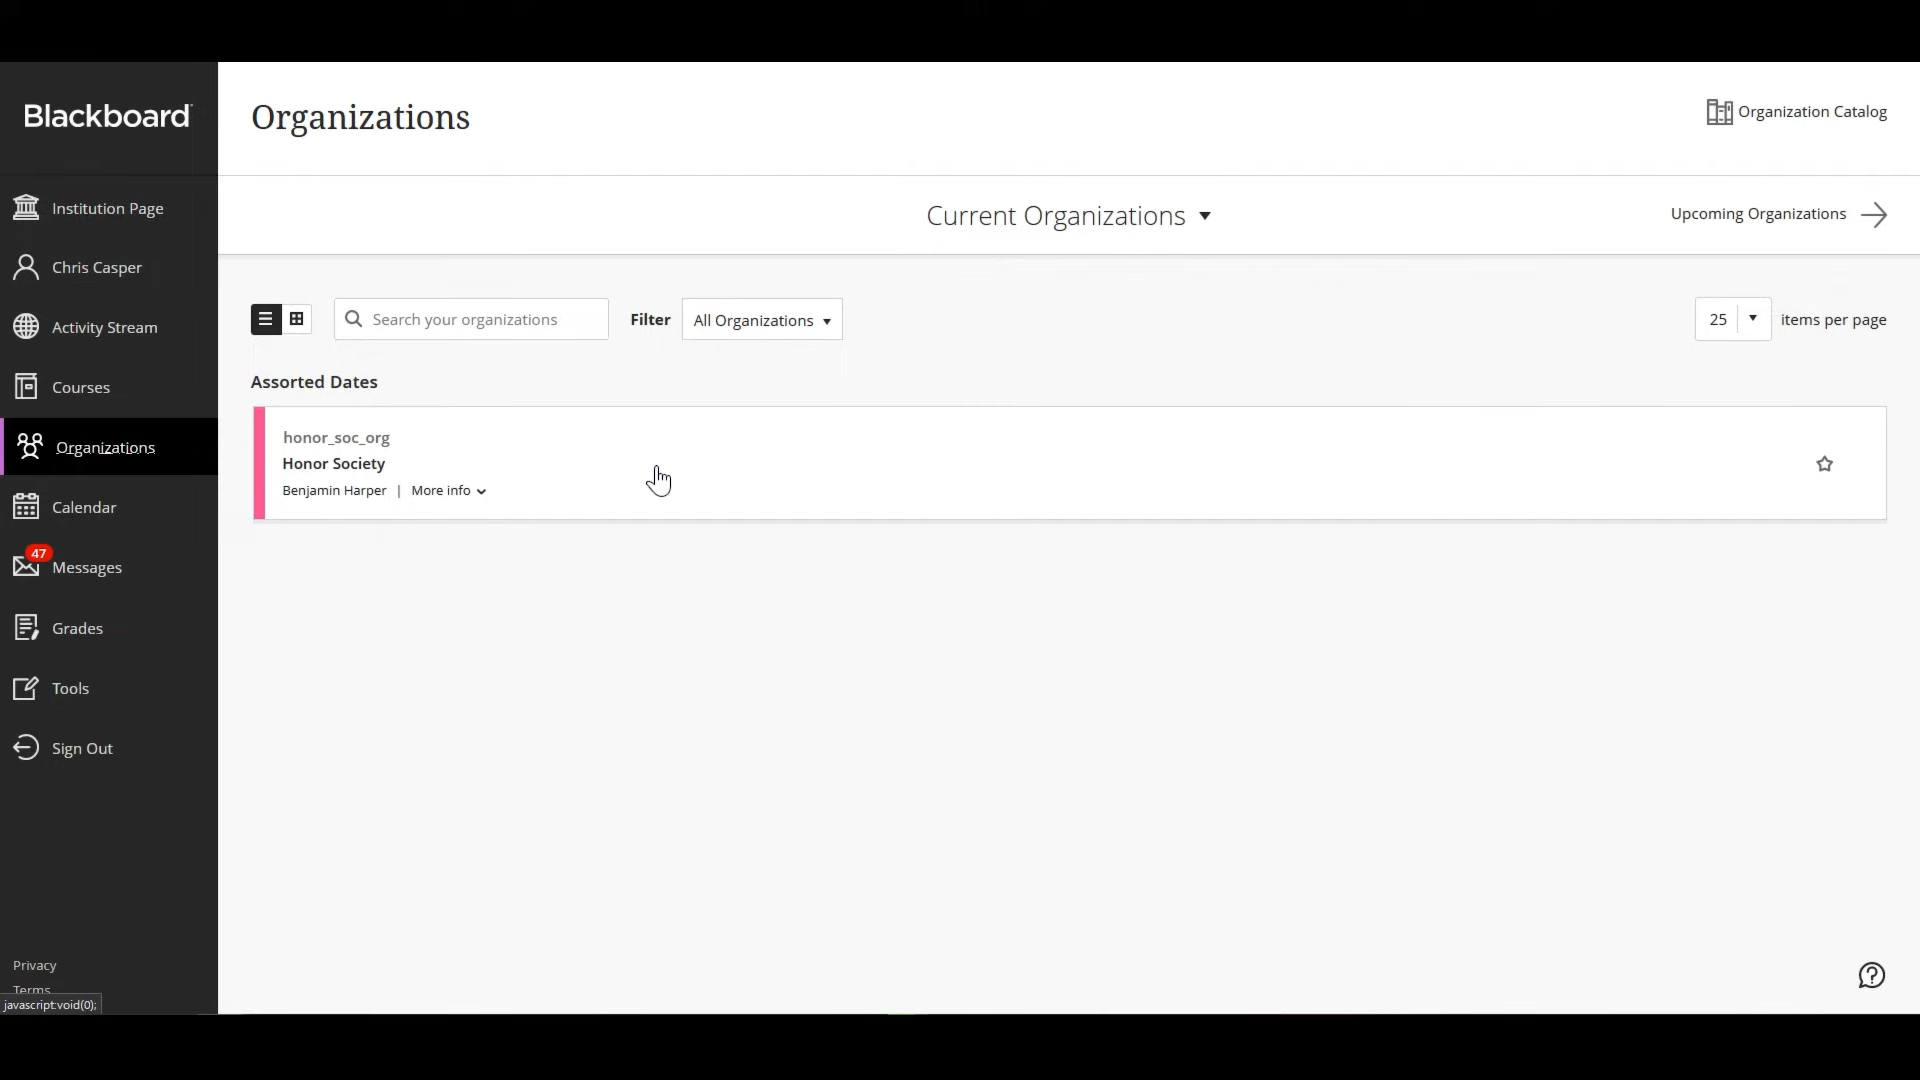 Blackboard
Institution Page
Chris Casper
Activity Stream
Courses
Organizations
Calendar
47
Messages
Grades
Tools
Sign Out
Privacy
Terms
javascript:void(0);
Organizations
Organization Catalog
Current Organizations
Upcoming Organizations
Search your organizations
Filter
All Organizations
25
items per page
Assorted Dates
honor_soc_org
Honor Society
Benjamin Harper | More info